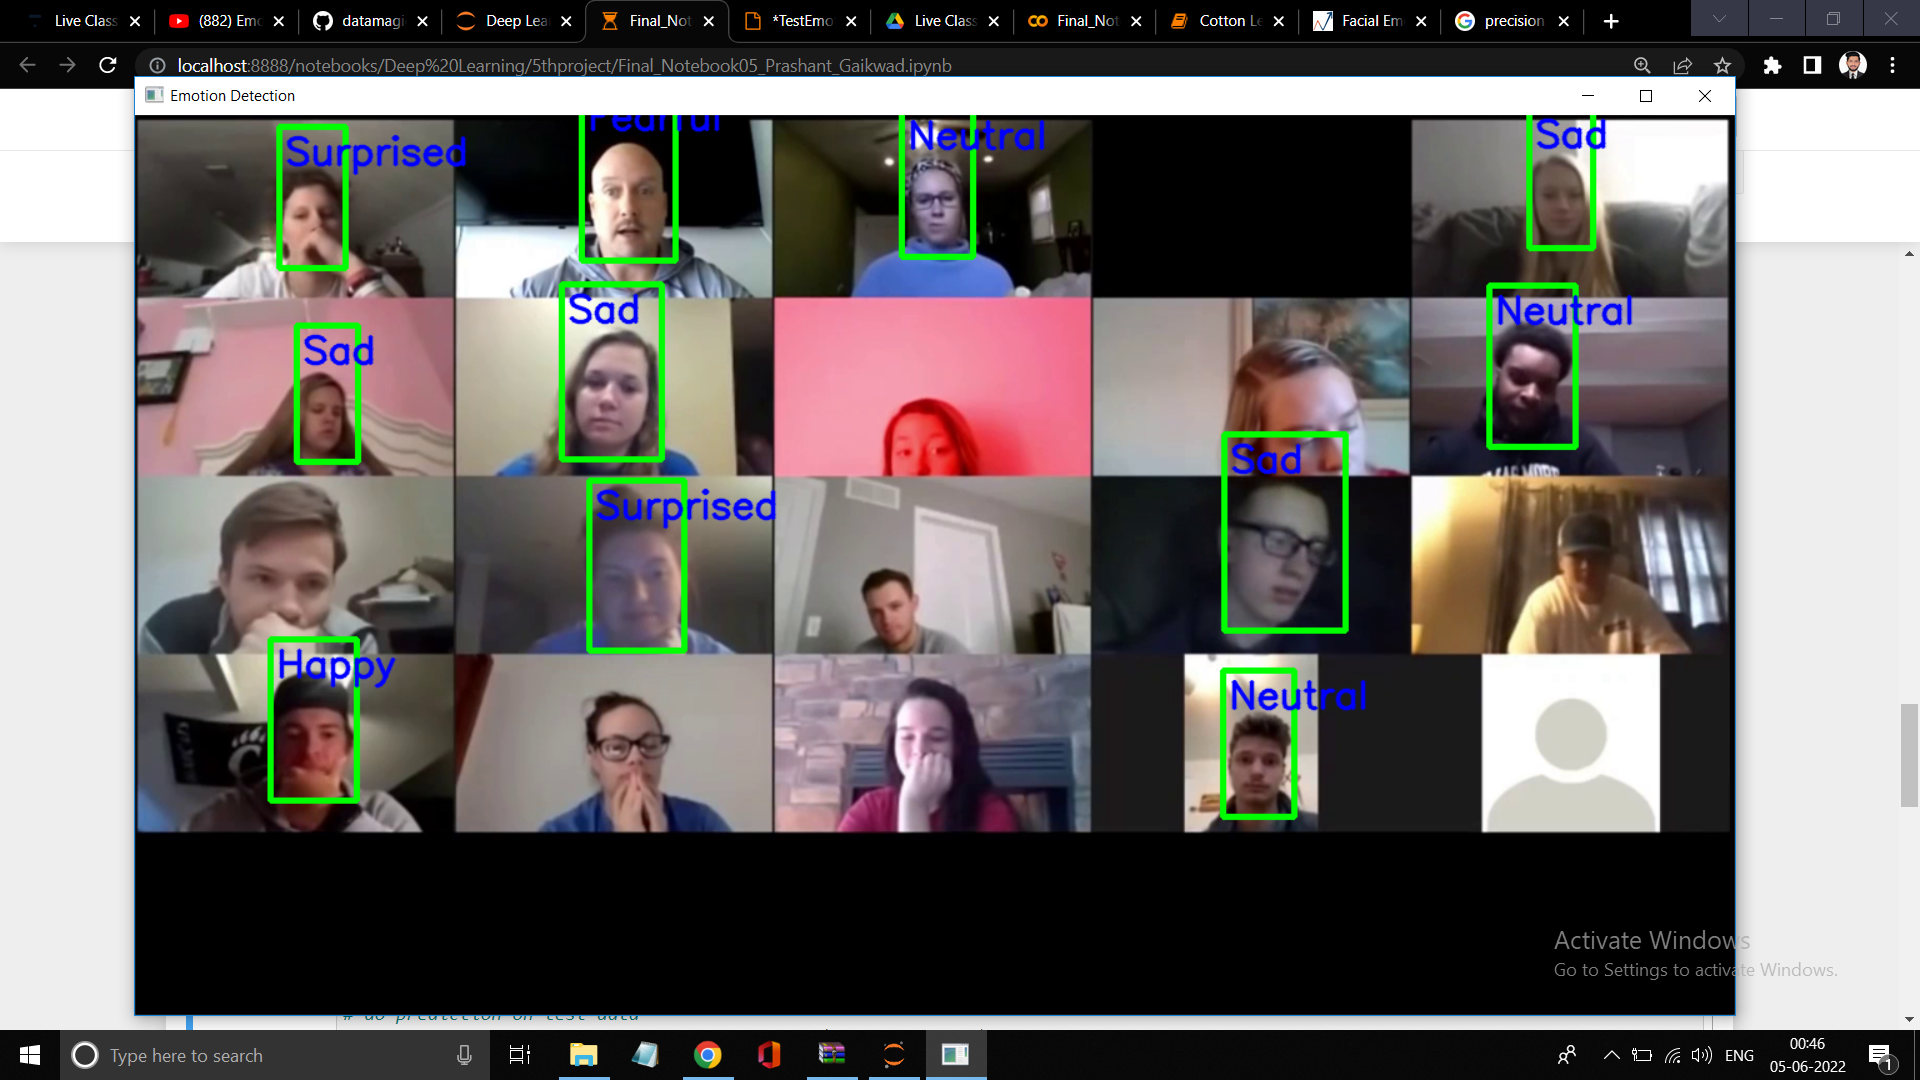 Live Class
(882) Emo
datamagi
Deep Lea
Final_Not
*TestEmo
Live Class
Final_Not
Cotton Le
Facial Em
precision
localhost:8888/notebooks/Deep%20Learning/5thproject/Final_Notebook05_Prashant_Gaikwad.ipynb
Emotion Detection
Surprised
Fearful
Neutral
Sad
Sad
Sad
Neutral
Surprised
Sad
Happy
Neutral
Activate Windows
Go to Settings to activate Windows.
# do prediction on test data
Type here to search
ENG
00:46
05-06-2022
1